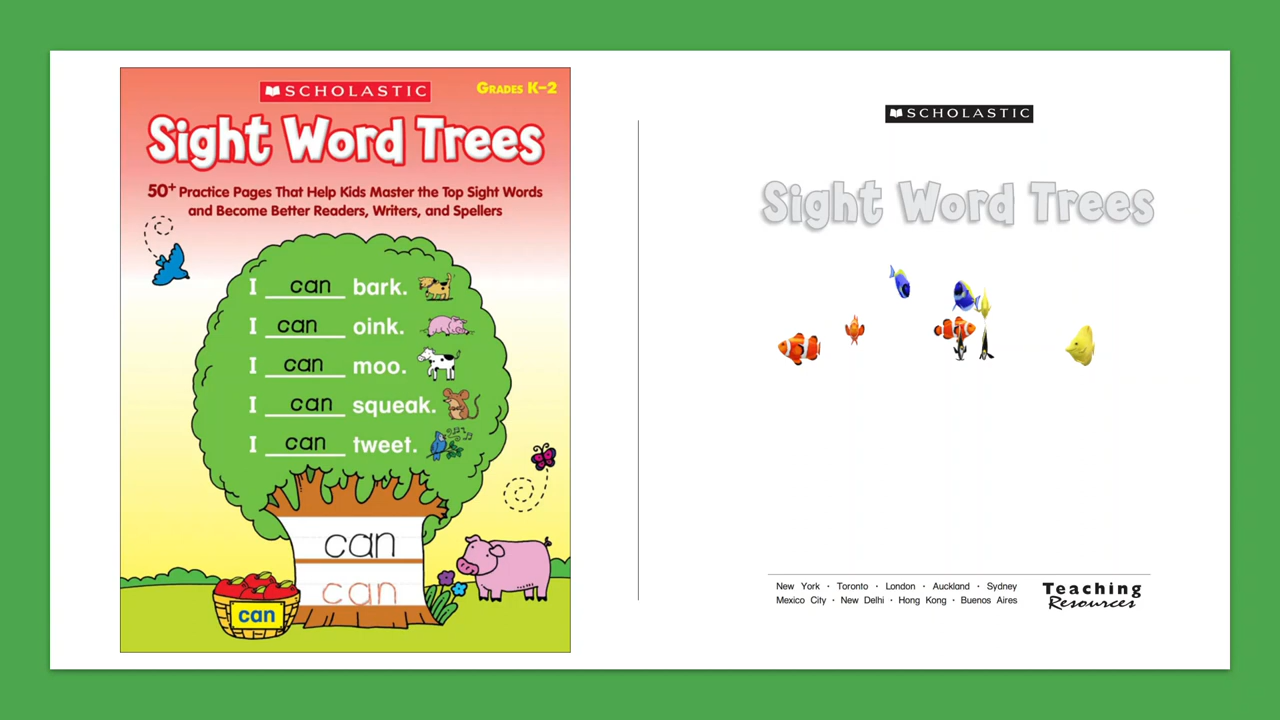 SCHOLASTIC
GRADES K–2
Sight Word Trees
50+ Practice Pages That Help Kids Master the Top Sight Words
and Become Better Readers, Writers, and Spellers
I can bark.
I can oink.
I can moo.
I can squeak.
I can tweet.
can
can
can
SCHOLASTIC
Sight Word Trees
New York · Toronto · London · Auckland · Sydney
Mexico City · New Delhi · Hong Kong · Buenos Aires
Teaching
Resources